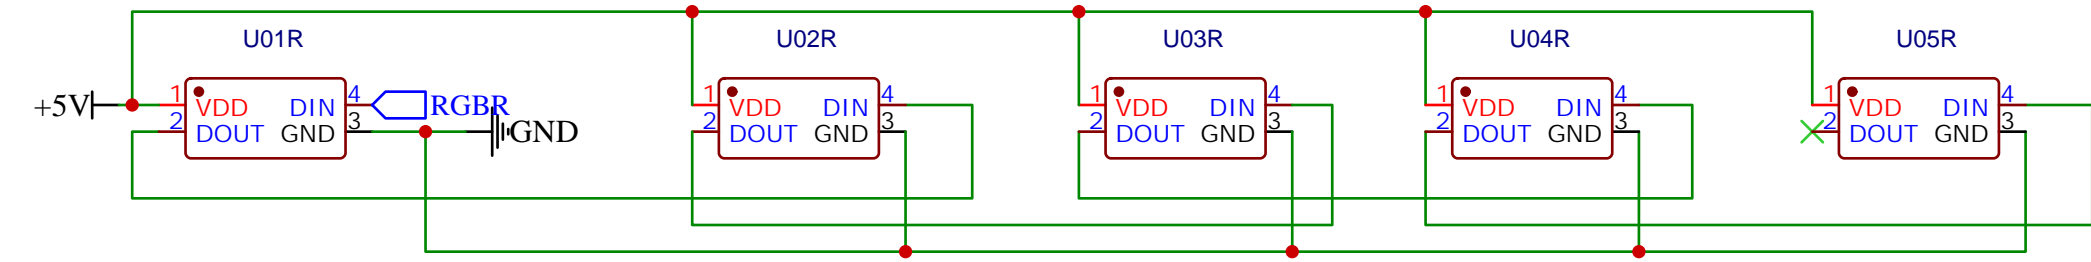 U01R U02R U03R U04R U05R
+5V 1 VDD DIN 4 RGBR 1 VDD DIN 4 1 VDD DIN 4 1 VDD DIN 4 1 VDD DIN 4
2 DOUT GND 3 GND 2 DOUT GND 3 2 DOUT GND 3 2 DOUT GND 3 2 DOUT GND 3